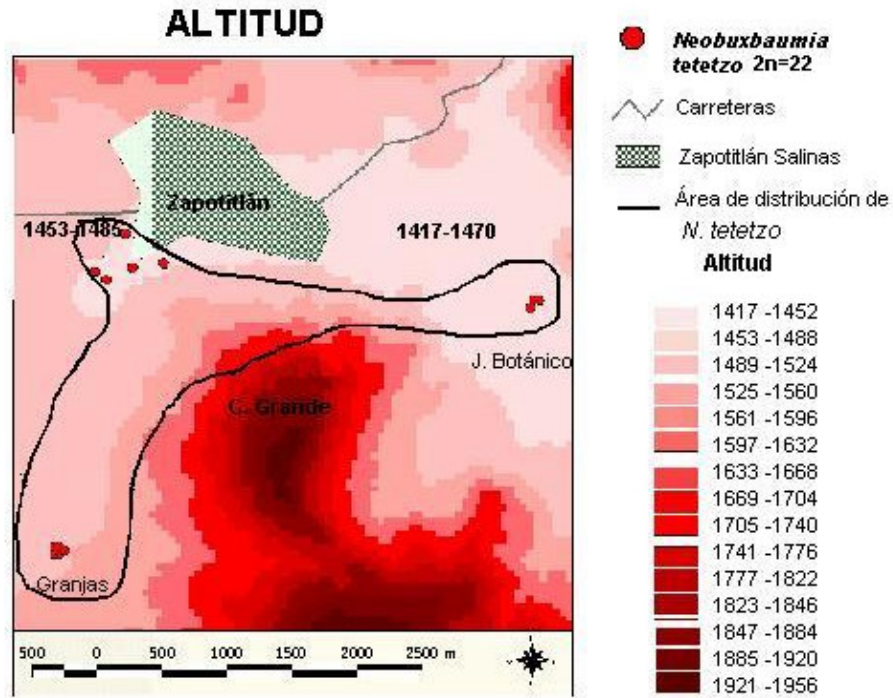 ALTITUD
Neobuxbaumia
tetetzo 2n=22
Carreteras
Zapotitlán Salinas
Área de distribución de
N. tetetzo
Zapotitlán
1453-1485
1417-1470
J. Botánico
C. Grande
Granjas
Altitud
1417 -1452
1453 -1488
1489 -1524
1525 -1560
1561 -1596
1597 -1632
1633 -1668
1669 -1704
1705 -1740
1741 -1776
1777 -1822
1823 -1846
1847 -1884
1885 -1920
1921 -1956
500 0 500 1000 1500 2000 2500 m